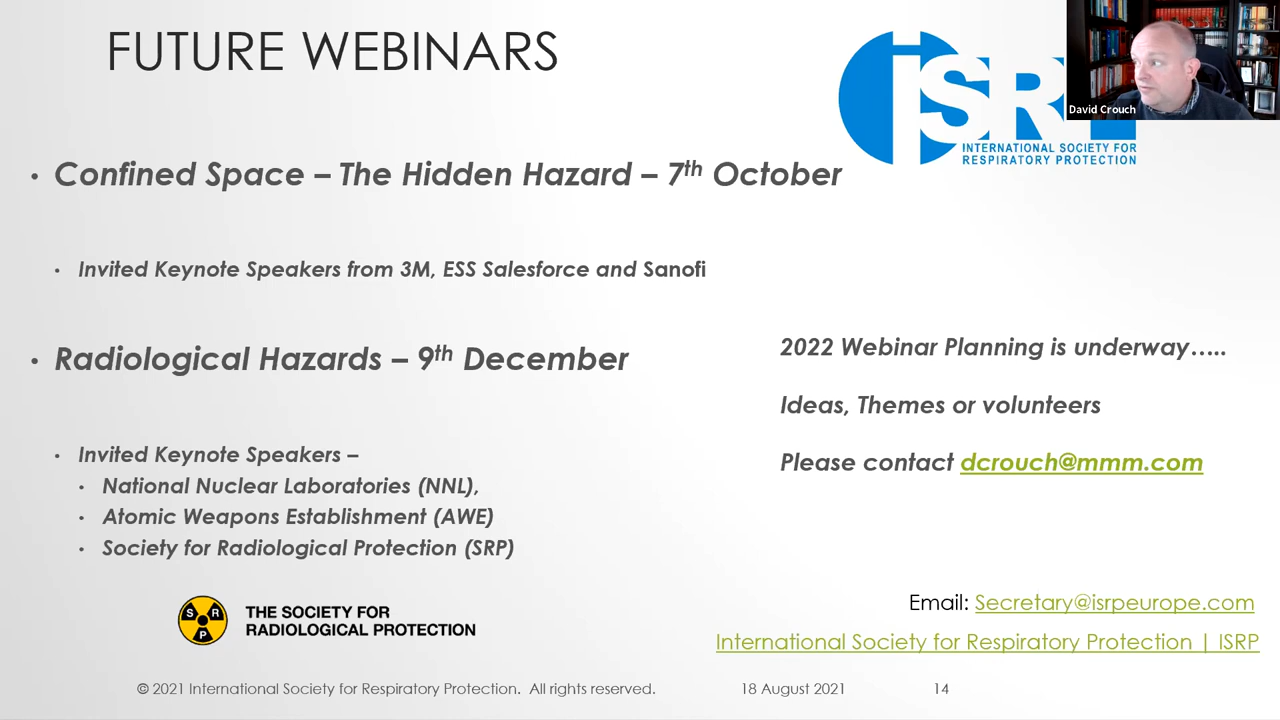 FUTURE WEBINARS
iSRP
David Crouch
INTERNATIONAL SOCIETY FOR
RESPIRATORY PROTECTION
• Confined Space – The Hidden Hazard – 7th October
• Invited Keynote Speakers from 3M, ESS Salesforce and Sanofi
• Radiological Hazards – 9th December
• Invited Keynote Speakers –
• National Nuclear Laboratories (NNL),
• Atomic Weapons Establishment (AWE)
• Society for Radiological Protection (SRP)
2022 Webinar Planning is underway…..
Ideas, Themes or volunteers
Please contact dcrouch@mmm.com
S R
P
THE SOCIETY FOR
RADIOLOGICAL PROTECTION
Email: Secretary@isrpeurope.com
International Society for Respiratory Protection | ISRP
© 2021 International Society for Respiratory Protection. All rights reserved.
18 August 2021
14